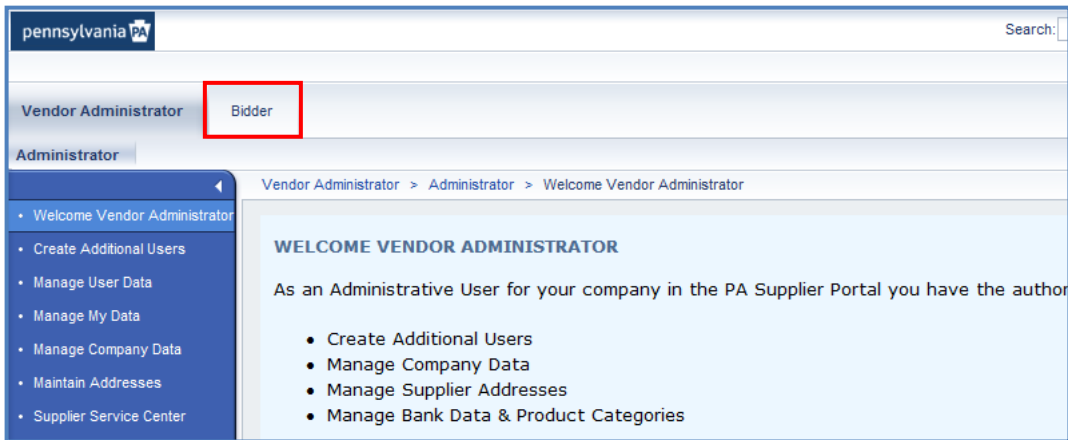 pennsylvania PA
Search:
Vendor Administrator Bidder
Administrator
Vendor Administrator > Administrator > Welcome Vendor Administrator
• Welcome Vendor Administrator
• Create Additional Users
• Manage User Data
• Manage My Data
• Manage Company Data
• Maintain Addresses
• Supplier Service Center
WELCOME VENDOR ADMINISTRATOR
As an Administrative User for your company in the PA Supplier Portal you have the author
• Create Additional Users
• Manage Company Data
• Manage Supplier Addresses
• Manage Bank Data & Product Categories